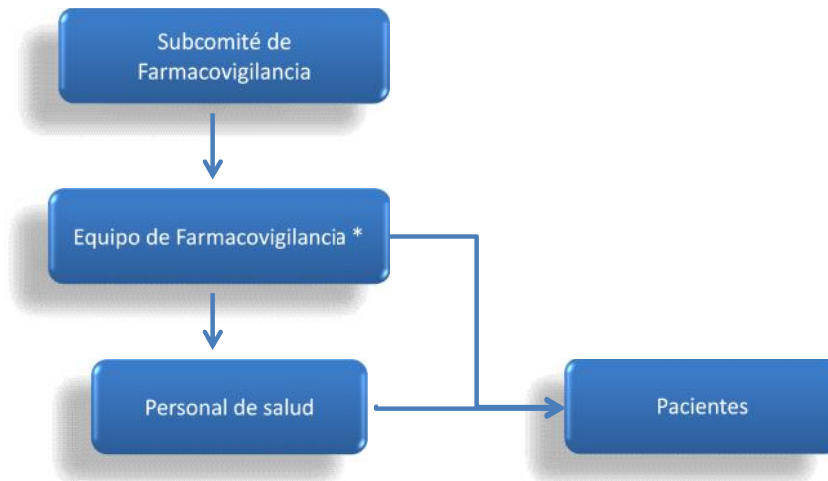 Subcomité de
Farmacovigilancia
Equipo de Farmacovigilancia *
Personal de salud
Pacientes